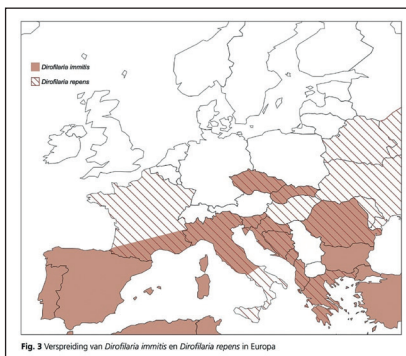 Dirofilaria immitis
Dirofilaria repens
Fig. 3 Verspreiding van Dirofilaria immitis en Dirofilaria repens in Europa